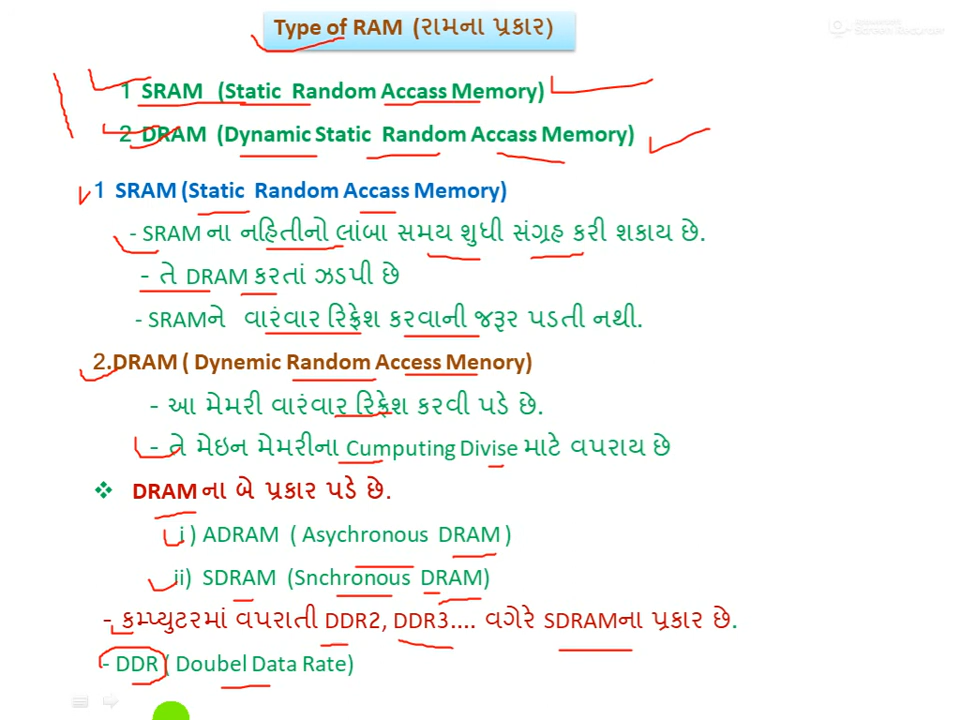 Type of RAM (રામના પ્રકાર)
1 SRAM (Static Random Accass Memory)
2 DRAM (Dynamic Static Random Accass Memory)
1 SRAM (Static Random Accass Memory)
- SRAM ના નહિતીનો લાંબા સમય શુધી સંગ્રહ કરી શકાય છે.
- તે DRAM કરતાં ઝડપી છે
- SRAMને વારંવાર રિફ્રેશ કરવાની જરૂર પડતી નથી.
2.DRAM ( Dynemic Random Access Menory)
- આ મેમરી વારંવાર રિફ્રેશ કરવી પડે છે.
- તે મેઇન મેમરીના Cumputing Divise માટે વપરાય છે
❖ DRAM ના બે પ્રકાર પડે છે.
i ) ADRAM ( Asychronous DRAM )
ii) SDRAM (Snchronous DRAM)
- કમ્પ્યુટરમાં વપરાતી DDR2, DDR3.... વગેરે SDRAMના પ્રકાર છે.
- DDR ( Doubel Data Rate)
Screen Recorder